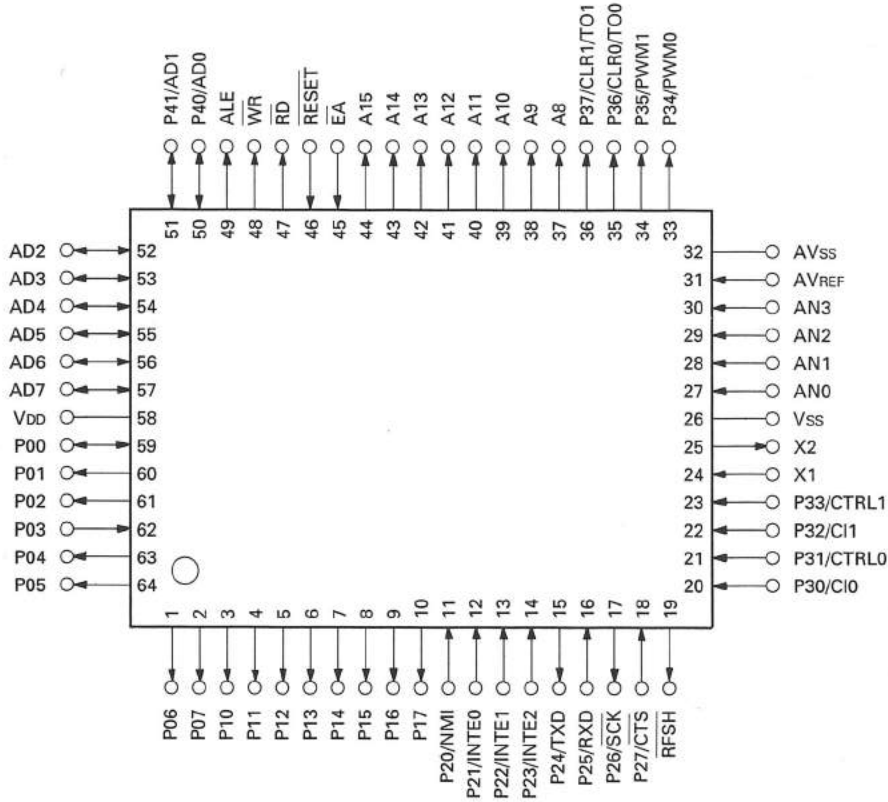 P41/AD1
P40/AD0
ALE
WR
RD
RESET
EA
A15
A14
A13
A12
A11
A10
A9
A8
P37/CLR1/TO1
P36/CLR0/TO0
P35/PWM1
P34/PWM0
51 50 49 48 47 46 45 44 43 42 41 40 39 38 37 36 35 34 33
AD2 52
AD3 53
AD4 54
AD5 55
AD6 56
AD7 57
VDD 58
P00 59
P01 60
P02 61
P03 62
P04 63
P05 64
32 AVSS
31 AVREF
30 AN3
29 AN2
28 AN1
27 AN0
26 VSS
25 X2
24 X1
23 P33/CTRL1
22 P32/CI1
21 P31/CTRL0
20 P30/CI0
1 2 3 4 5 6 7 8 9 10 11 12 13 14 15 16 17 18 19
P06
P07
P10
P11
P12
P13
P14
P15
P16
P17
P20/NMI
P21/INTE0
P22/INTE1
P23/INTE2
P24/TXD
P25/RXD
P26/SCK
P27/CTS
RFSH